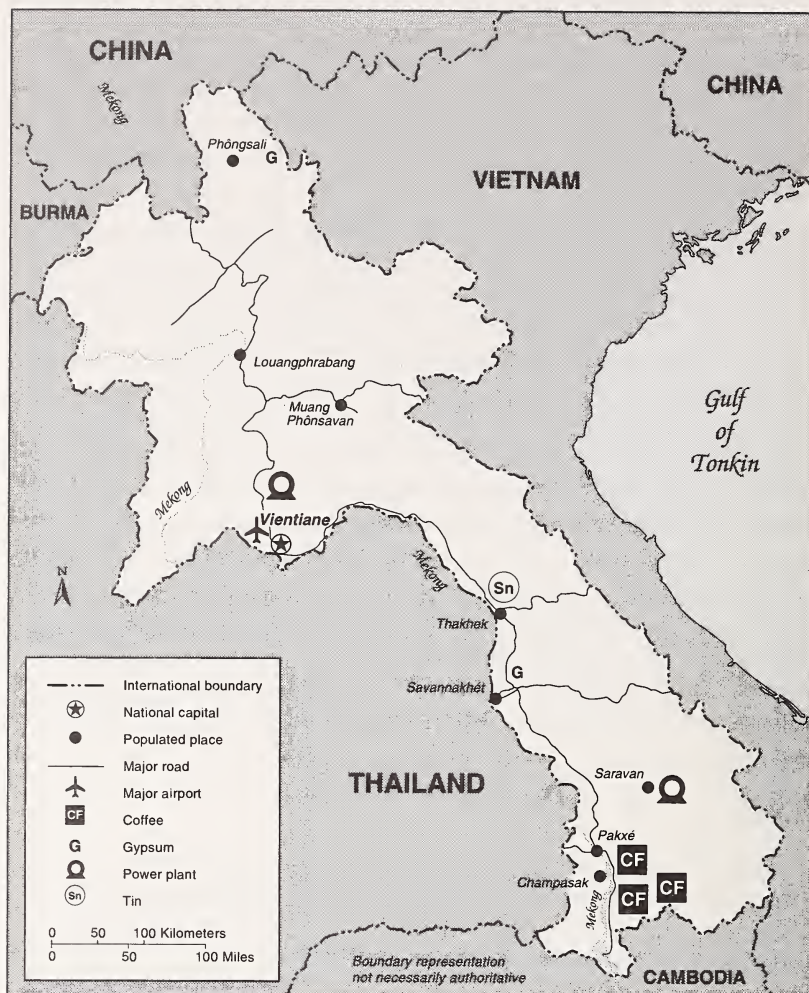 CHINA
Mekong
CHINA
Phôngsali
G
VIETNAM
BURMA
Louangphrabang
Muang
Phônsavan
Gulf
of
Tonkin
Mekong
Vientiane
N
Mekong
Sn
Thakhek
G
Savannakhét
International boundary
National capital
Populated place
Major road
Major airport
CF
Coffee
G
Gypsum
Power plant
Sn
Tin
0 50 100 Kilometers
0 50 100 Miles
THAILAND
Saravan
Pakxé
CF
Champasak
CF
CF
Mekong
Boundary representation
not necessarily authoritative
CAMBODIA